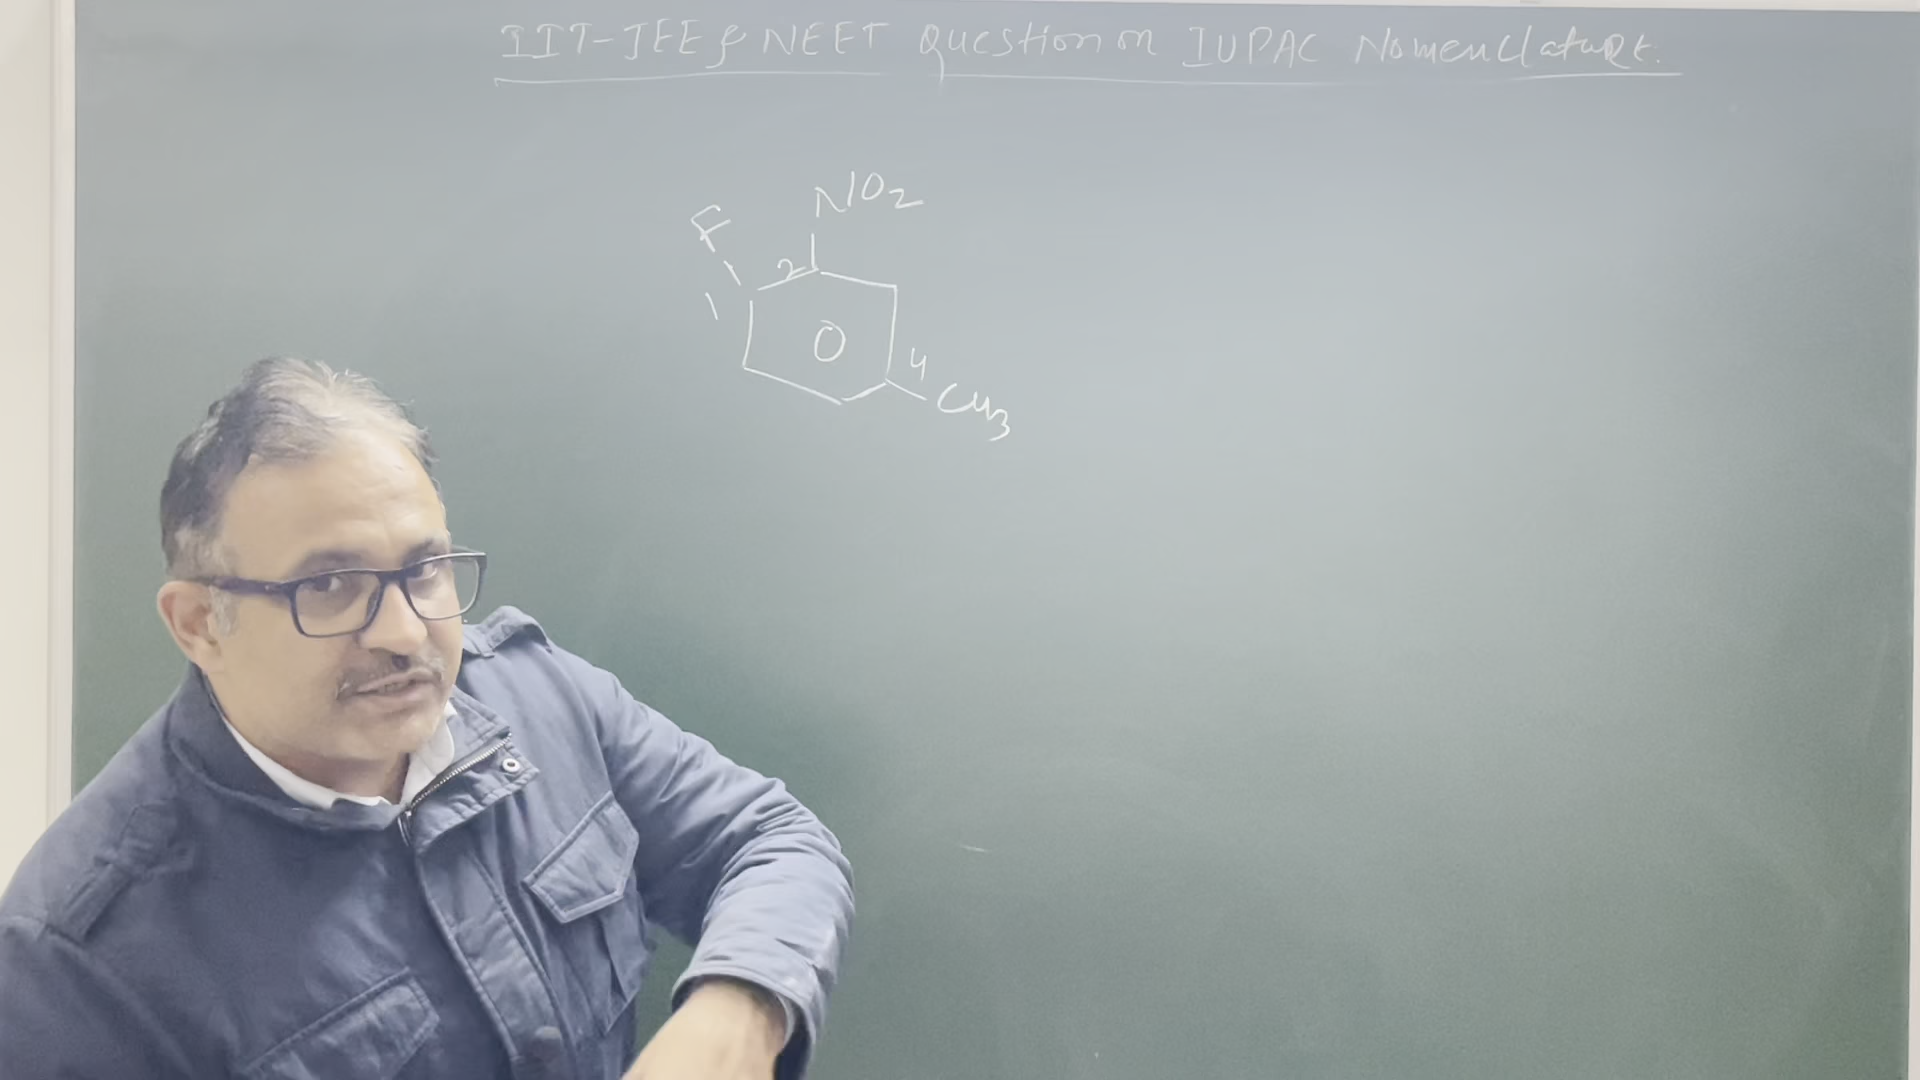 IIT-JEE & NEET Question on IUPAC Nomenclature.
NO2
F
2
1
4
CH3